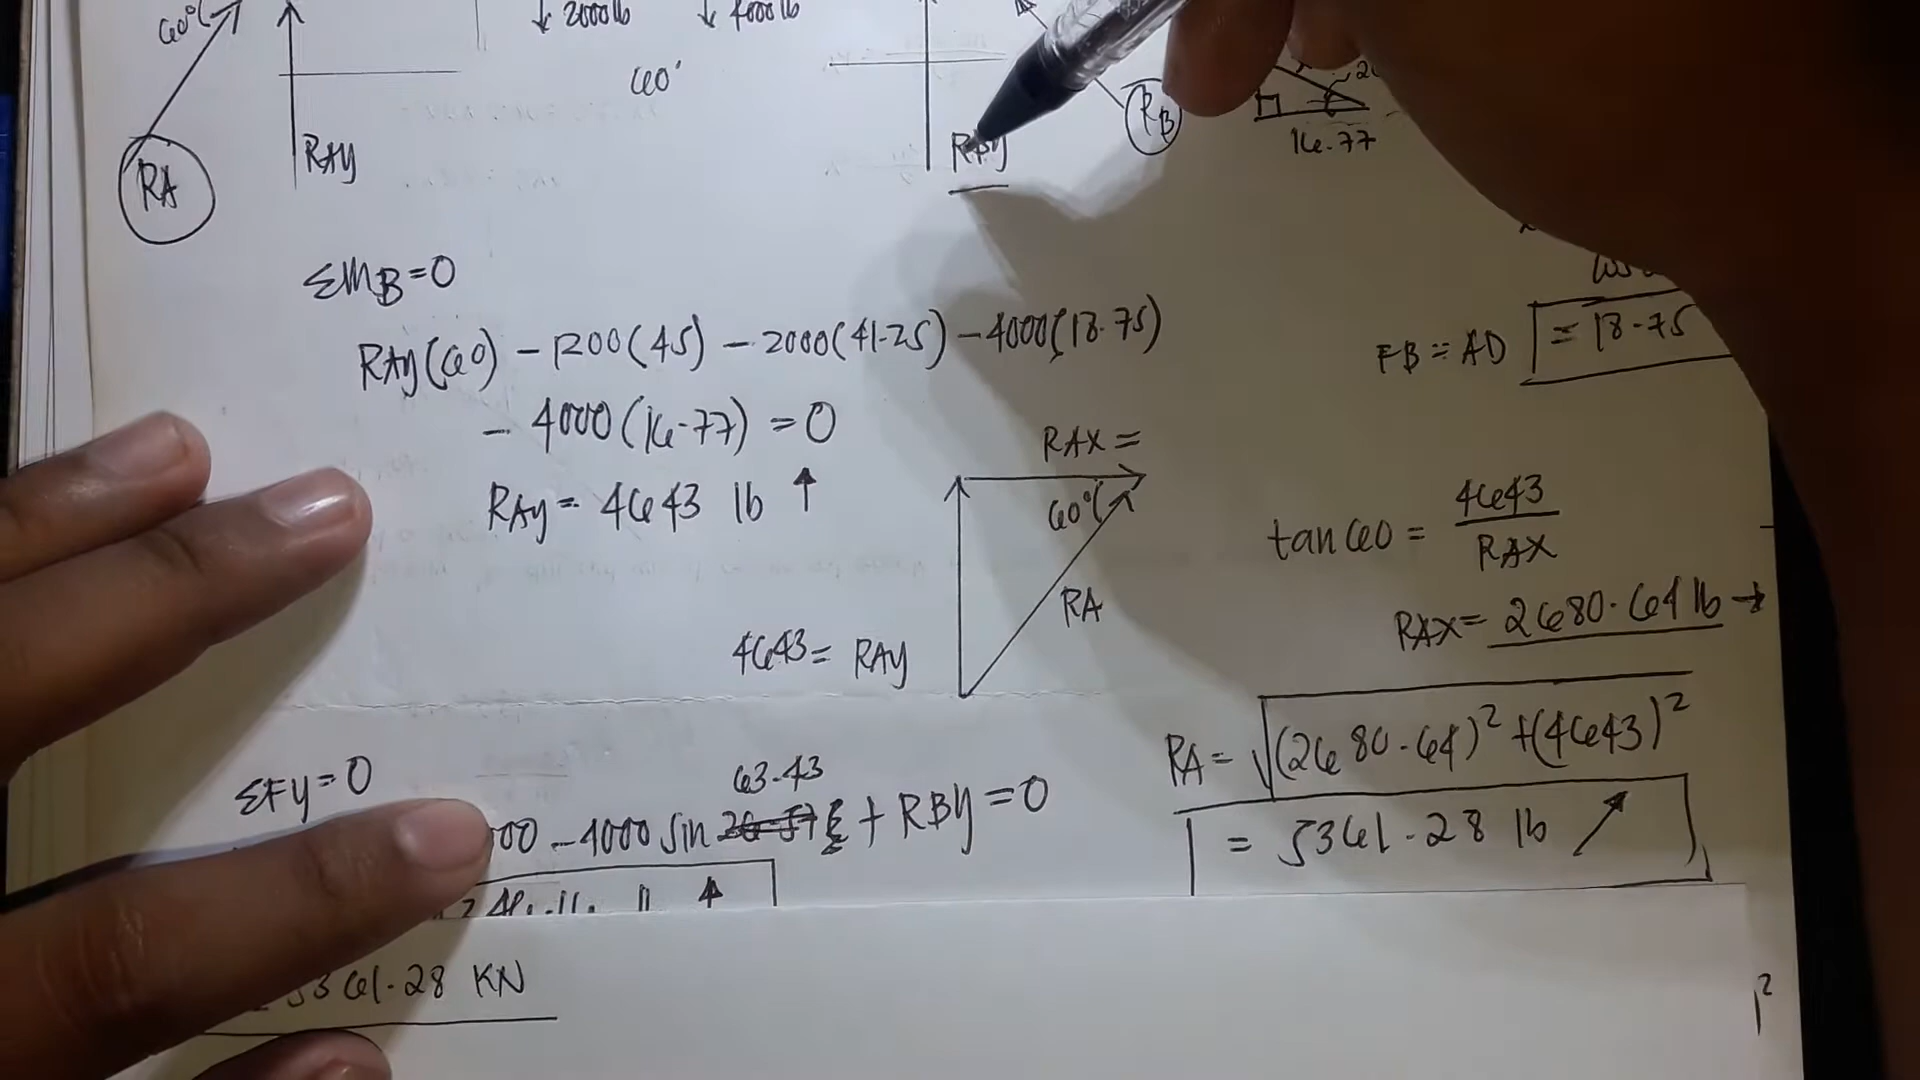 60°
↓ 2000 lb
↓ 4000 lb
60'
RA
RAY
RBY
RB
16.77
ΣMB=0
RAY(60) - 1200(45) - 2000(41.25) - 4000(18.75)
- 4000(16.77) = 0
RAY = 4643 lb ↑
FB = AD = 18.75
RAX =
60°
RA
4643 = RAY
tan 60 = 4643 / RAX
RAX = 2680.64 lb →
RA = √(2680.64)² + (4643)²
= 5361.28 lb ↗
ΣFY=0
63.43
00 - 4000 sin + RBY = 0
5361.28 KN